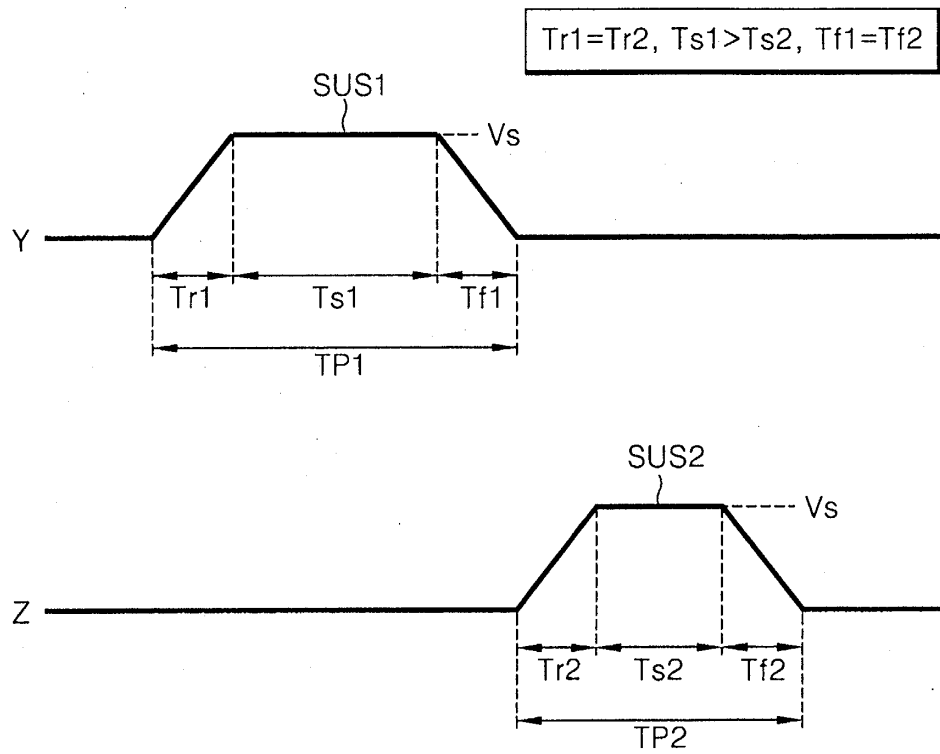 Tr1=Tr2, Ts1>Ts2, Tf1=Tf2
SUS1
Vs
Y
Tr1 Ts1 Tf1
TP1
SUS2
Vs
Z
Tr2 Ts2 Tf2
TP2